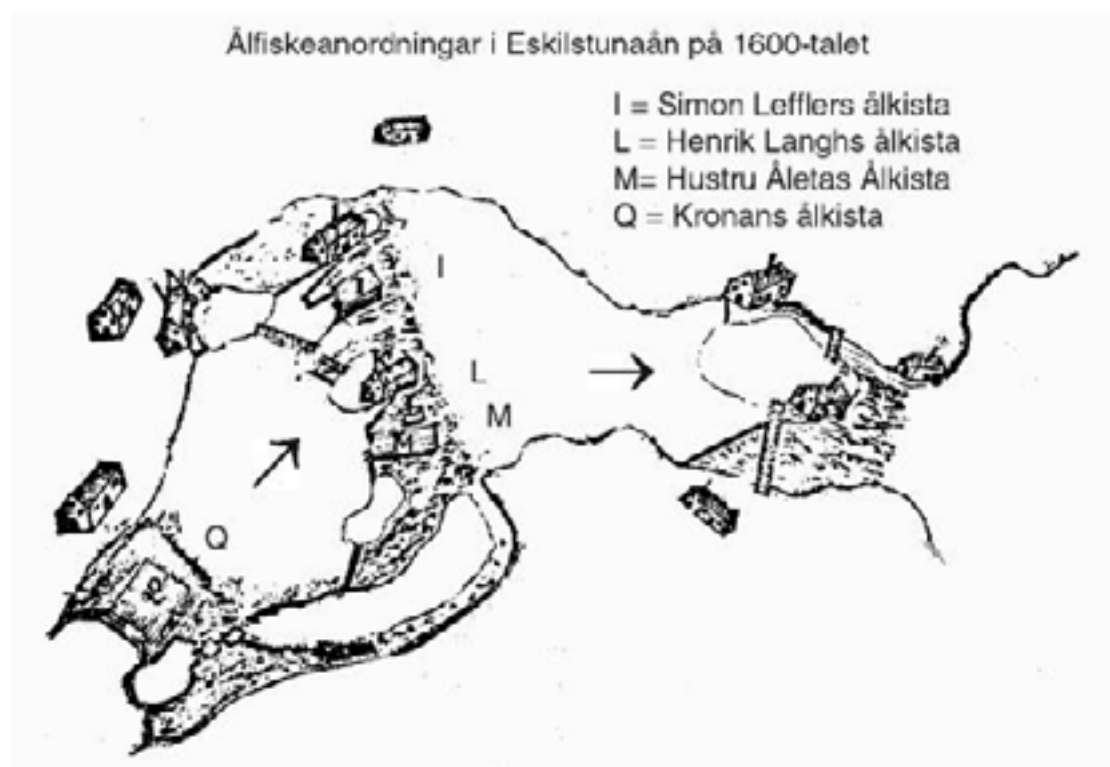 Ålfiskeanordningar i Eskilstunaån på 1600-talet
I = Simon Lefflers ålkista
L = Henrik Langhs ålkista
M= Hustru Åletas Ålkista
Q = Kronans ålkista
I
L
M
M
Q